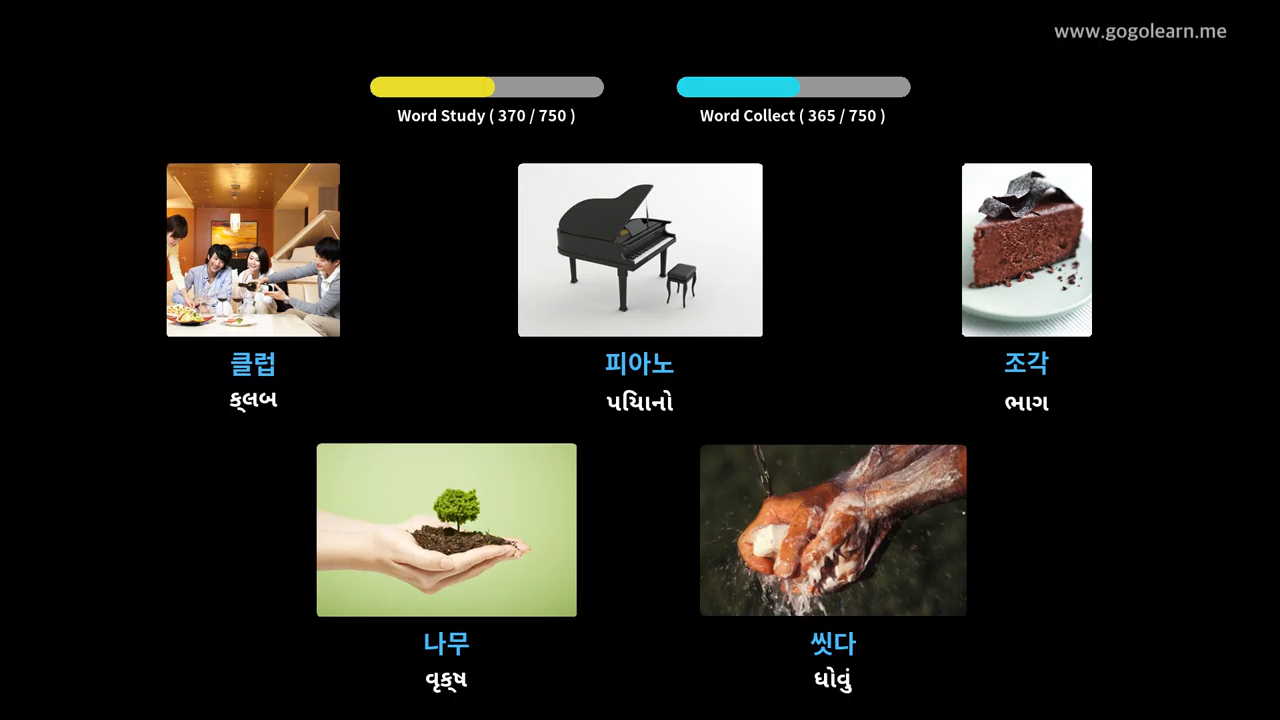 www.gogolearn.me
Word Study ( 370 / 750 )
Word Collect ( 365 / 750 )
클럽
ક્લબ
피아노
પિયાનો
조각
ભાગ
나무
વૃક્ષ
씻다
ધોવું